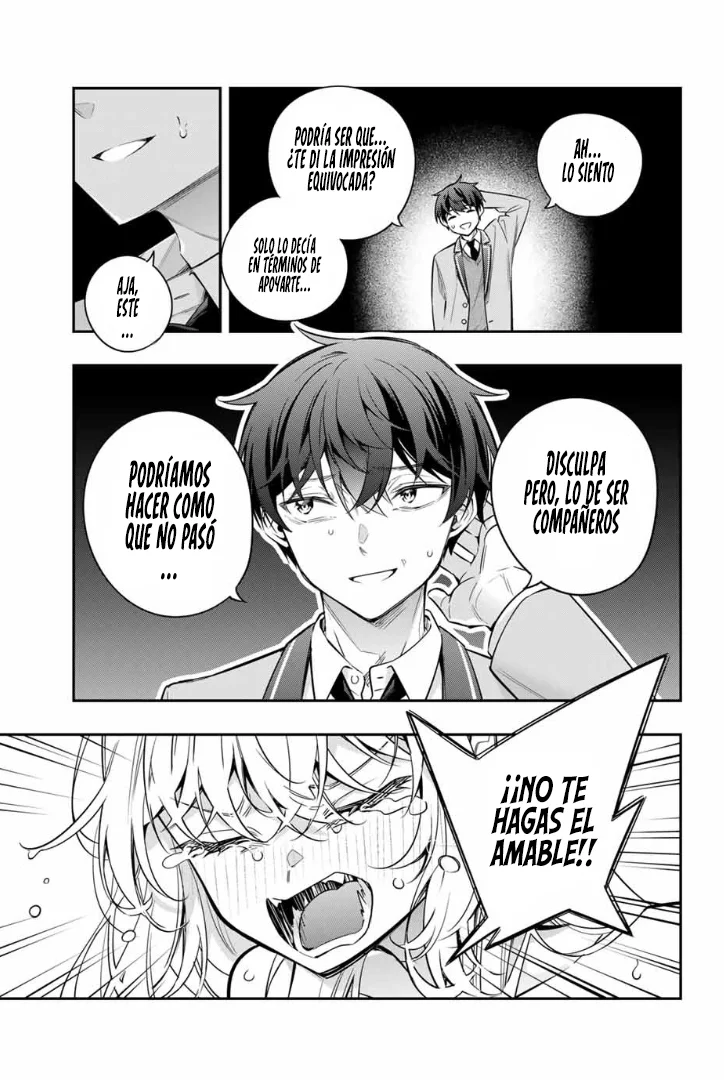 AH...
LO SIENTO
PODRÍA SER QUE...
¿TE DI LA IMPRESIÓN
EQUIVOCADA?
SOLO LO DECÍA
EN TÉRMINOS DE
APOYARTE...
AJA,
ESTE
...
DISCULPA
PERO, LO DE SER
COMPAÑEROS
PODRÍAMOS
HACER COMO
QUE NO PASÓ
...
¡¡NO TE
HAGAS EL
AMABLE!!